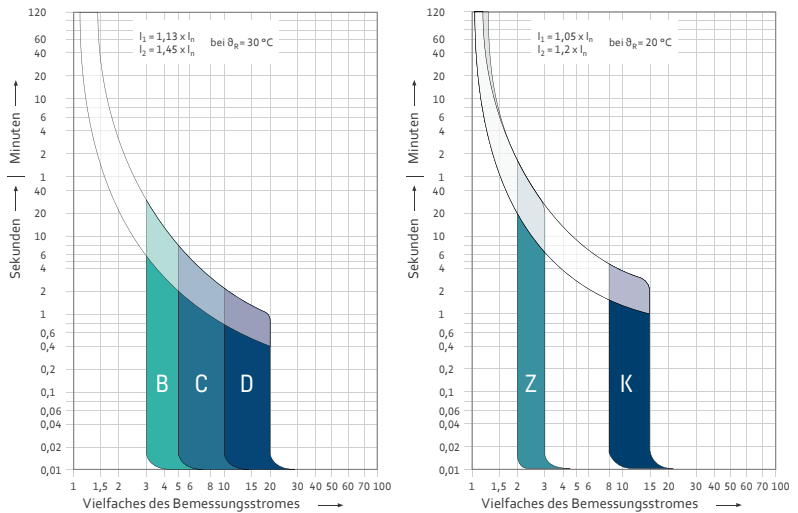 I1 = 1,13 x In
I2 = 1,45 x In
bei ϑR = 30 °C
120
60
40
20
10
6
4
2
1
40
20
10
6
4
2
1
0,6
0,4
0,2
0,1
0,06
0,04
0,02
0,01
Minuten
Sekunden
B
C
D
1 1,5 2 3 4 5 6 8 10 15 20 30 40 50 60 70 100
Vielfaches des Bemessungsstromes
I1 = 1,05 x In
I2 = 1,2 x In
bei ϑR = 20 °C
120
60
40
20
10
6
4
2
1
40
20
10
6
4
2
1
0,6
0,4
0,2
0,1
0,06
0,04
0,02
0,01
Minuten
Sekunden
Z
K
1 1,5 2 3 4 5 6 8 10 15 20 30 40 50 60 70 100
Vielfaches des Bemessungsstromes